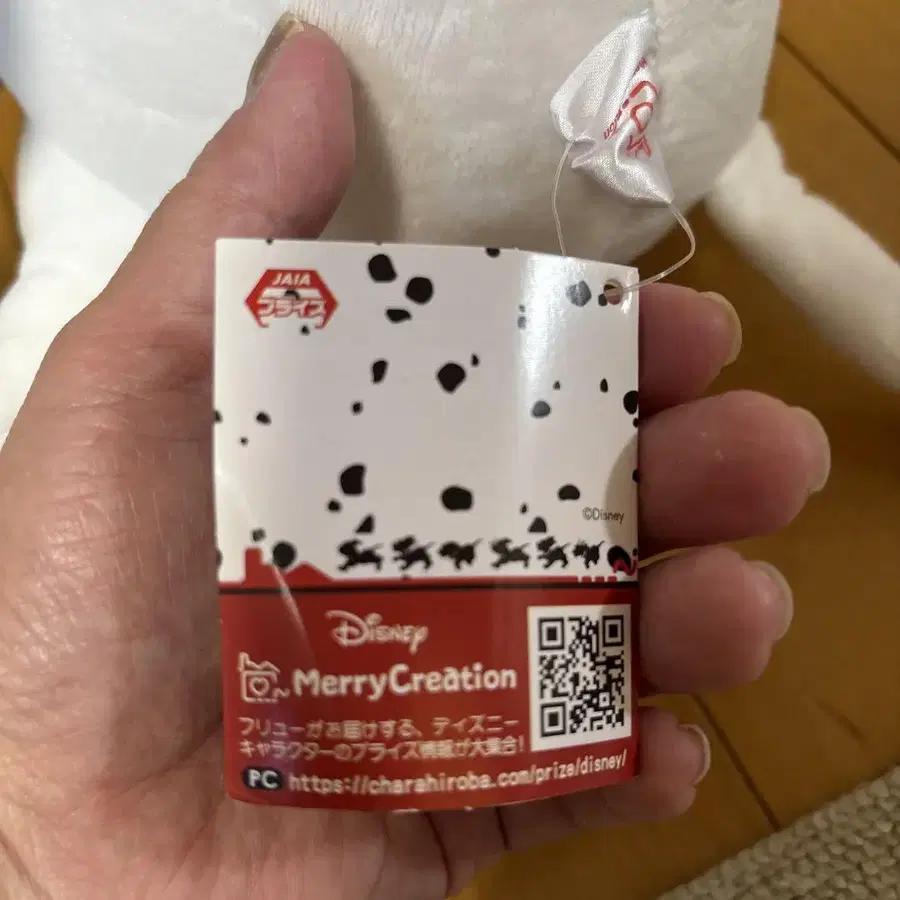 JAIA
プライズ
©Disney
Disney
MerryCreation
フリューがお届けする、ディズニー
キャラクターのプライズ情報が大集合!
PC https://charahiroba.com/prize/disney/